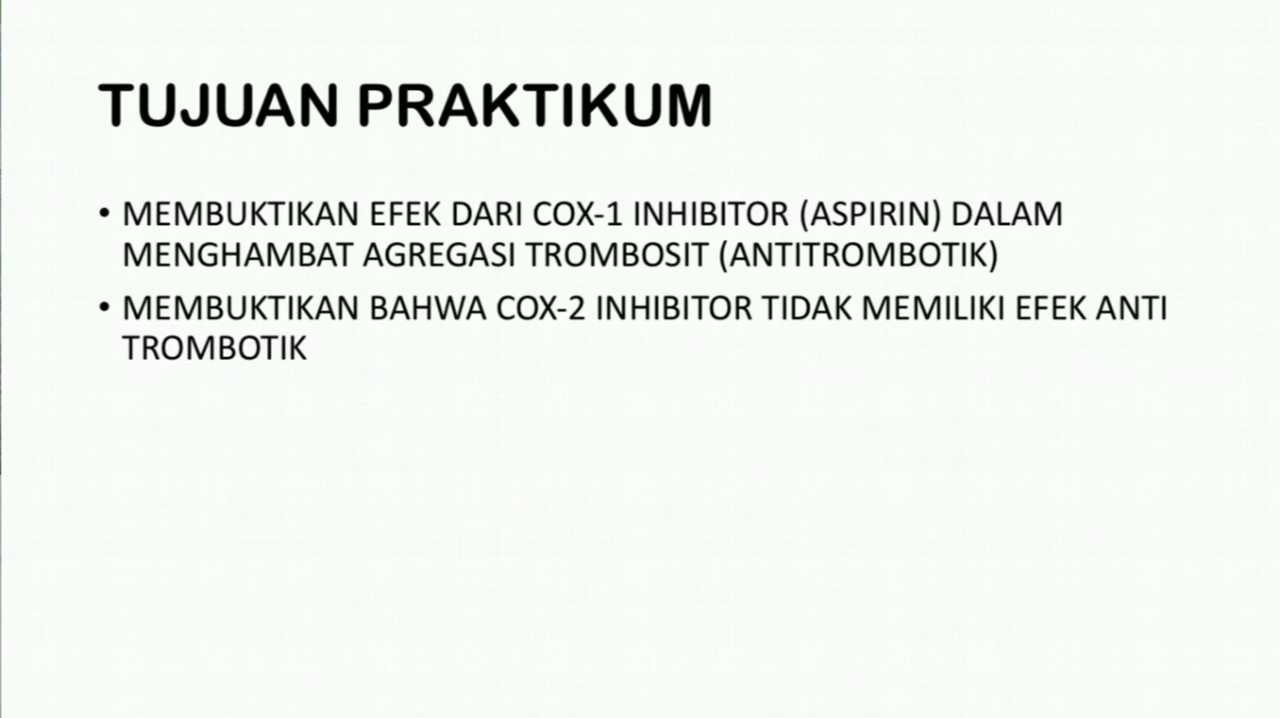 TUJUAN PRAKTIKUM
• MEMBUKTIKAN EFEK DARI COX-1 INHIBITOR (ASPIRIN) DALAM
MENGHAMBAT AGREGASI TROMBOSIT (ANTITROMBOTIK)
• MEMBUKTIKAN BAHWA COX-2 INHIBITOR TIDAK MEMILIKI EFEK ANTI
TROMBOTIK